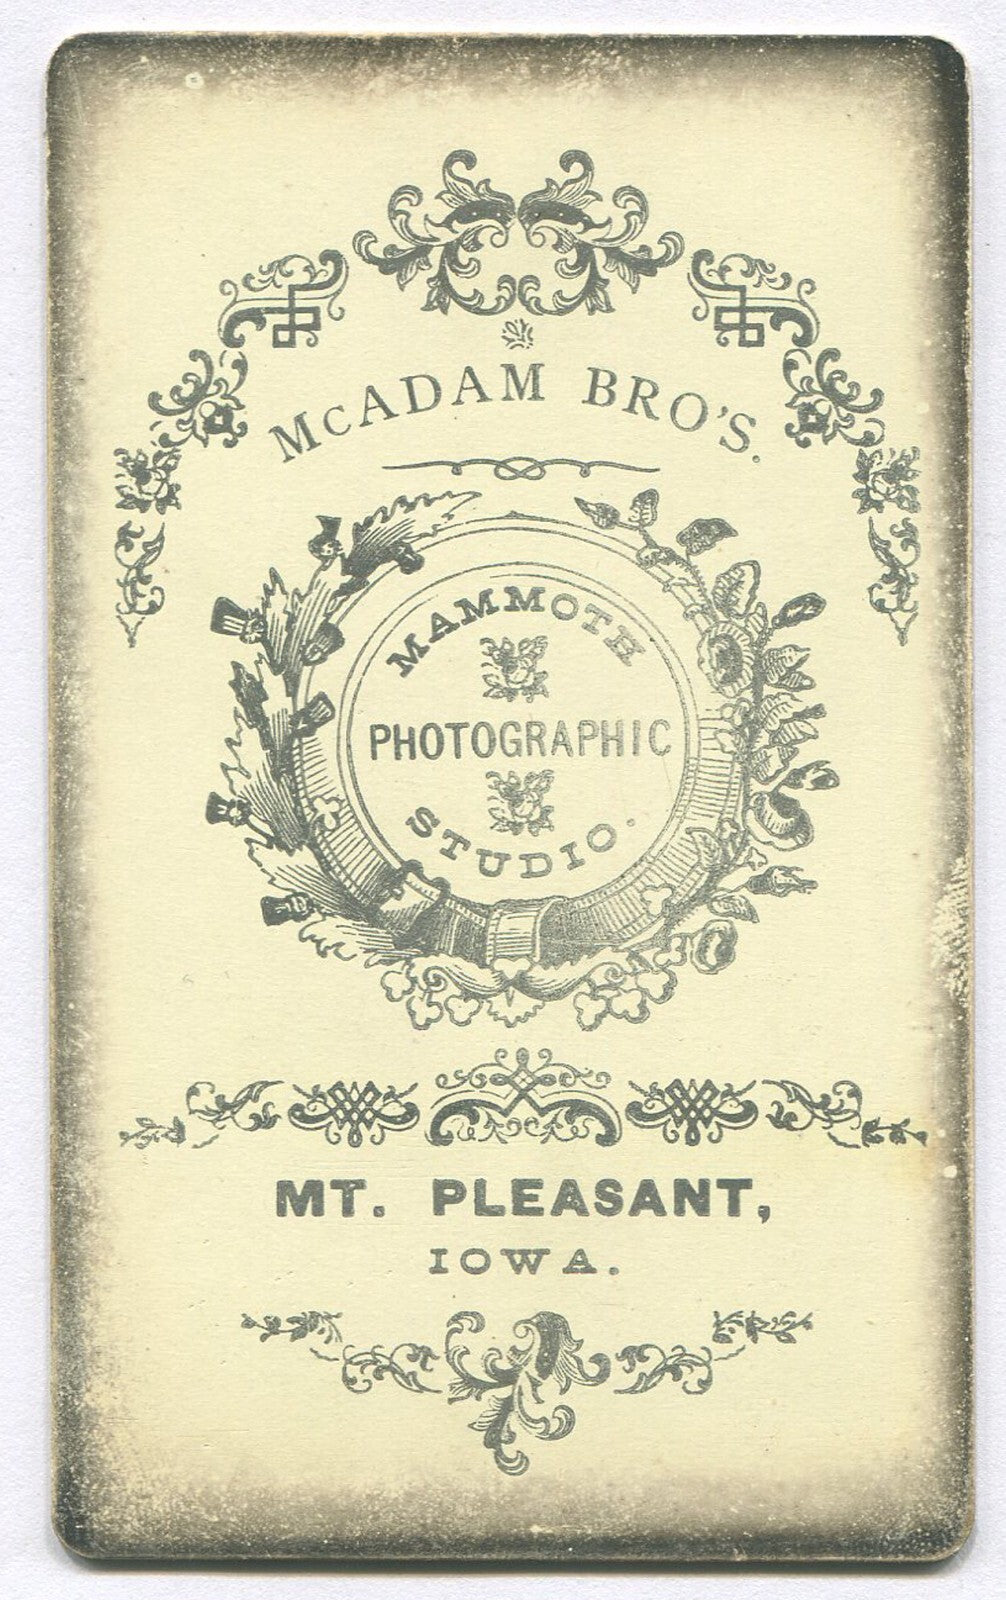 McADAM BRO'S.
MAMMOTH
PHOTOGRAPHIC
STUDIO.
MT. PLEASANT,
IOWA.